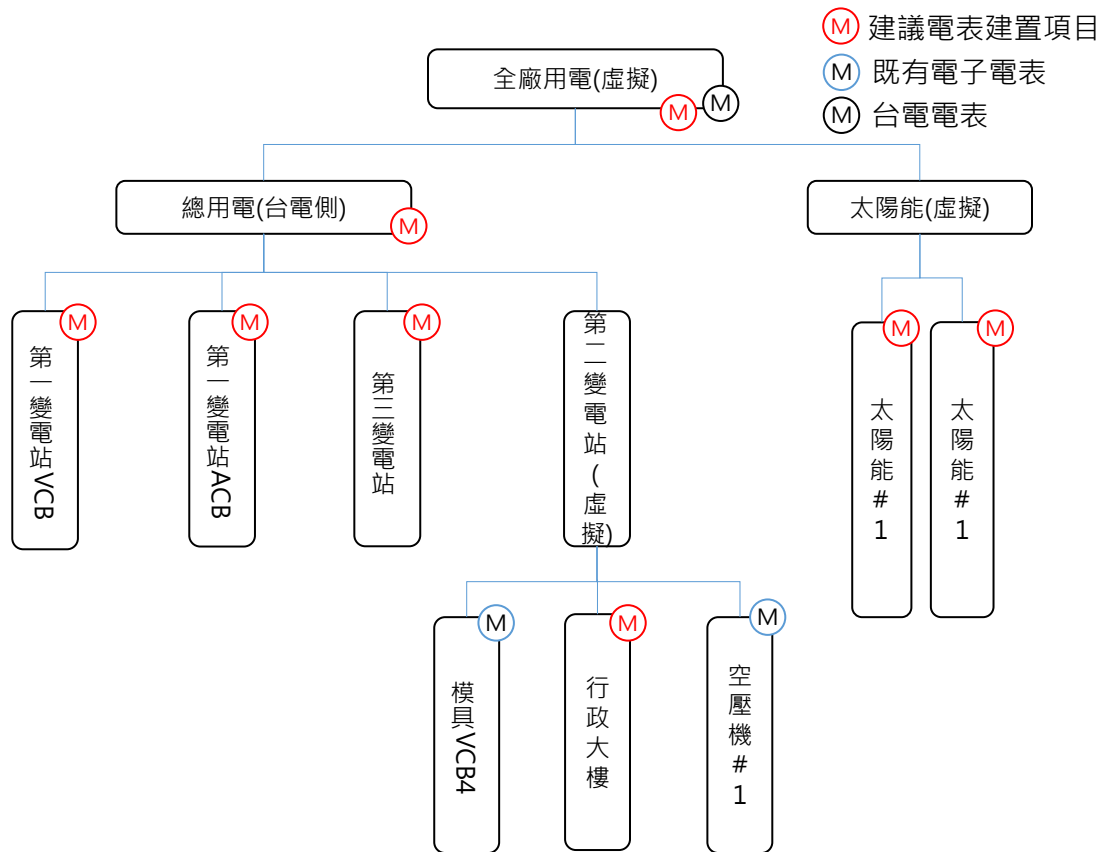 M 建議電表建置項目
M 既有電子電表
M 台電電表
全廠用電(虛擬)
M
M
總用電(台電側)
M
太陽能(虛擬)
第一變電站VCB
M
第一變電站ACB
M
第三變電站
M
第二變電站(虛擬)
太陽能#1
M
太陽能#1
M
模具VCB4
M
行政大樓
M
空壓機#1
M